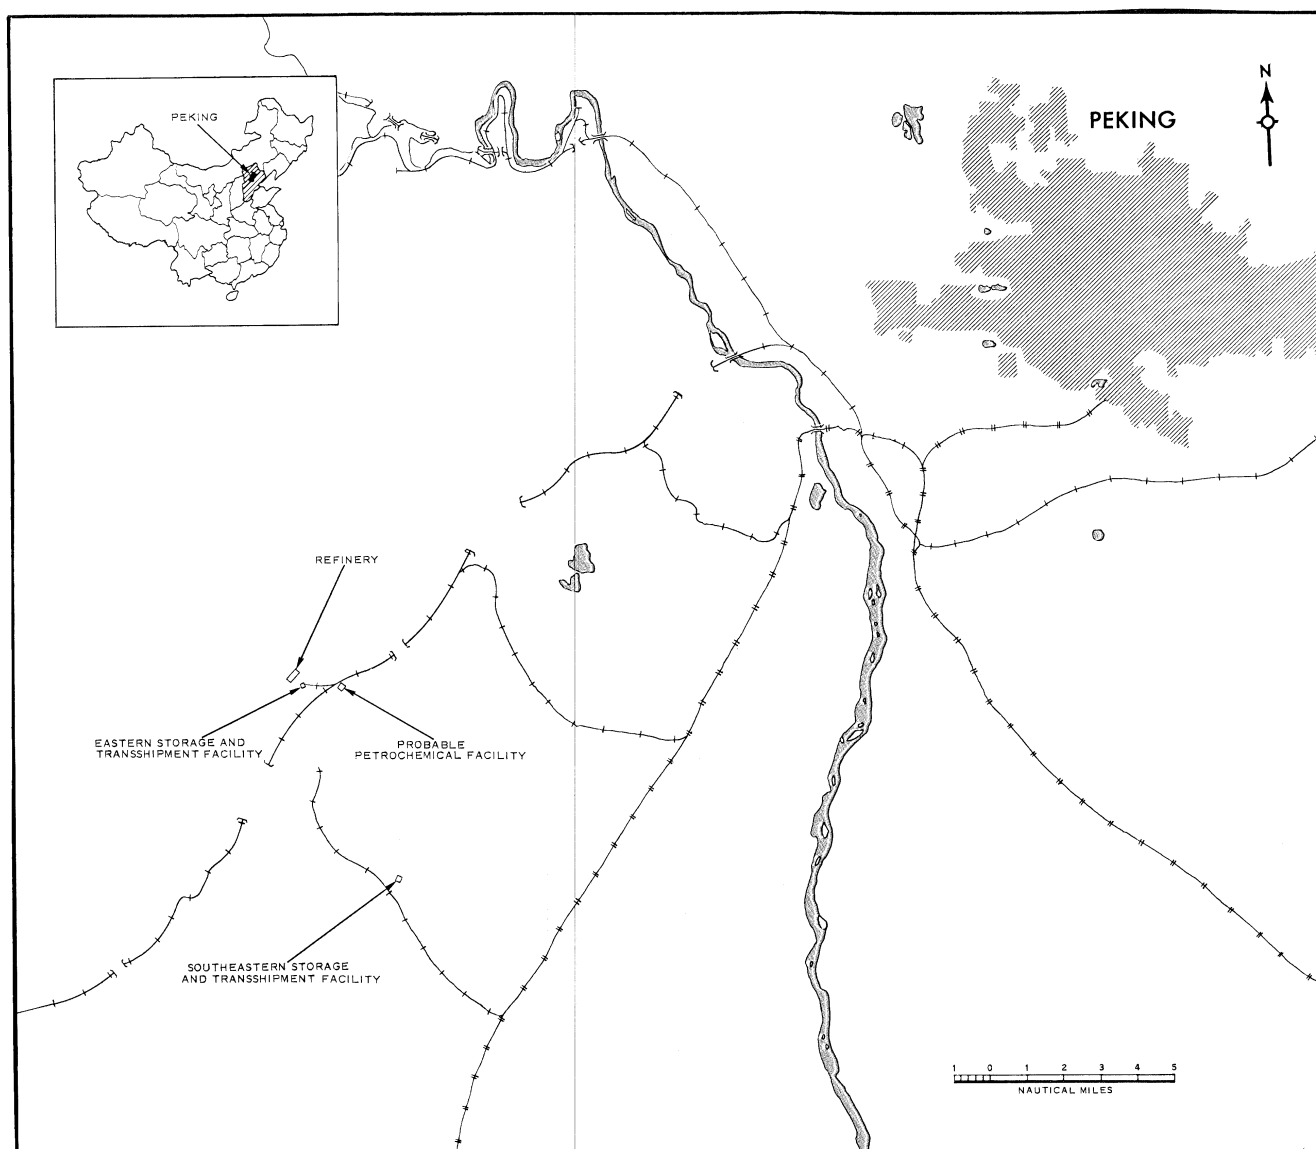 PEKING
N
PEKING
REFINERY
EASTERN STORAGE AND
TRANSSHIPMENT FACILITY
PROBABLE
PETROCHEMICAL FACILITY
SOUTHEASTERN STORAGE
AND TRANSSHIPMENT FACILITY
1 0 1 2 3 4 5
NAUTICAL MILES